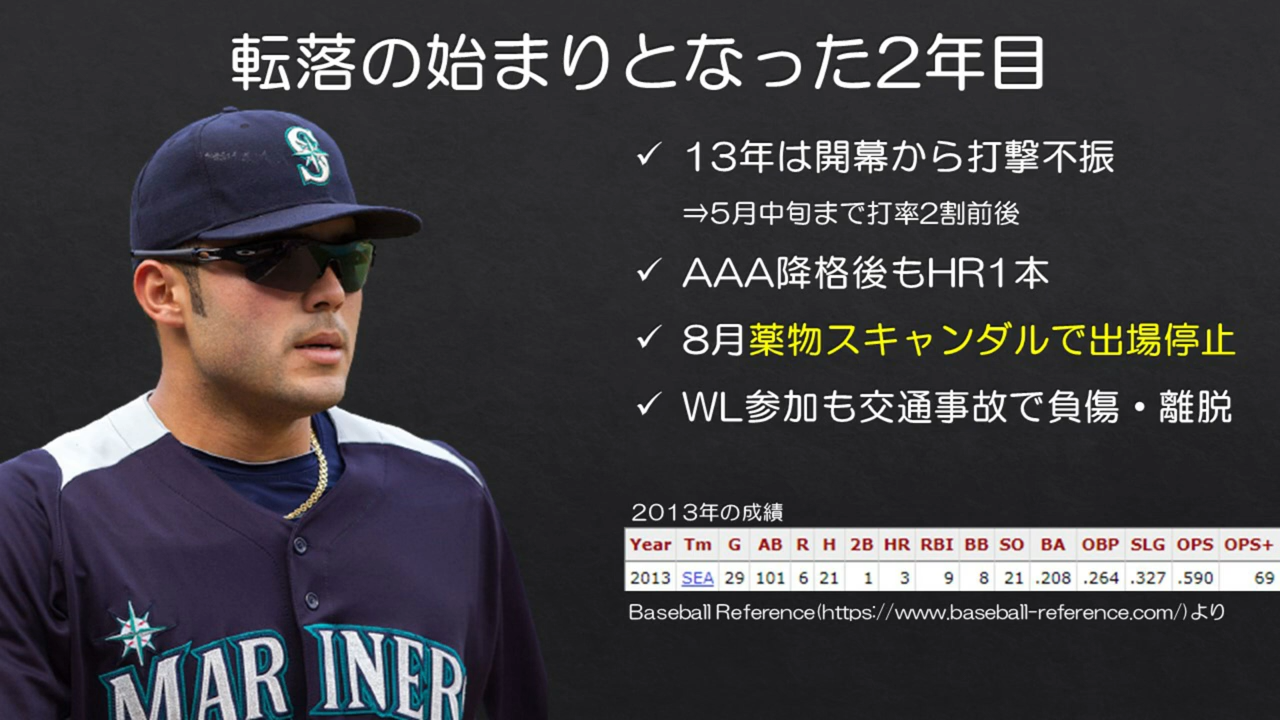 転落の始まりとなった2年目
✓ 13年は開幕から打撃不振
⇒5月中旬まで打率2割前後
✓ AAA降格後もHR1本
✓ 8月薬物スキャンダルで出場停止
✓ WL参加も交通事故で負傷・離脱
2013年の成績
Year Tm G AB R H 2B HR RBI BB SO BA OBP SLG OPS OPS+
2013 SEA 29 101 6 21 1 3 9 8 21 .208 .264 .327 .590 69
Baseball Reference(https://www.baseball-reference.com/)より
S
MARINER